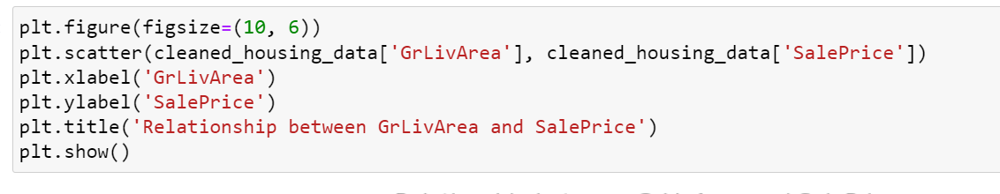 plt.figure(figsize=(10, 6))
plt.scatter(cleaned_housing_data['GrLivArea'], cleaned_housing_data['SalePrice'])
plt.xlabel('GrLivArea')
plt.ylabel('SalePrice')
plt.title('Relationship between GrLivArea and SalePrice')
plt.show()